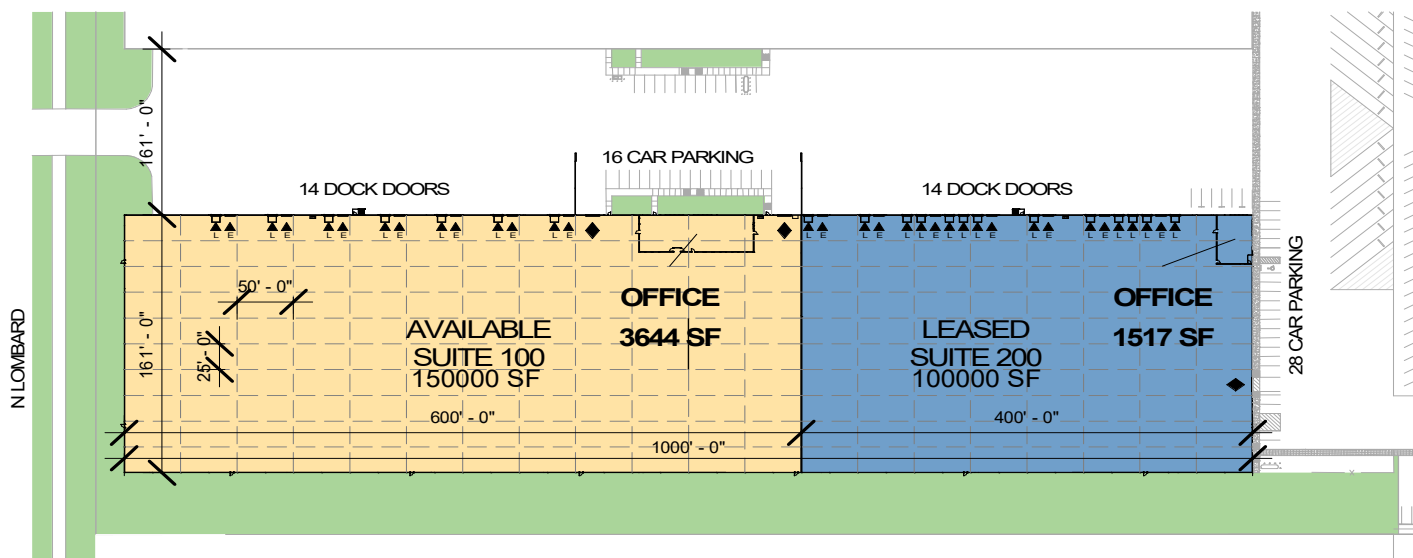 161' - 0"
16 CAR PARKING
14 DOCK DOORS
14 DOCK DOORS
L E L E L E L E L E L E L E
L E L E L L E L L L E L E L E L L L L L
50' - 0"
25' - 0"
161' - 0"
OFFICE
3644 SF
AVAILABLE
SUITE 100
150000 SF
OFFICE
1517 SF
LEASED
SUITE 200
100000 SF
600' - 0"
400' - 0"
1000' - 0"
N LOMBARD
28 CAR PARKING